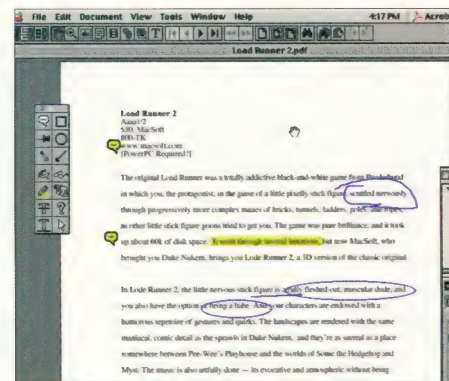 File Edit Document View Tools Window Help 4:17 PM Acrob
Load Runner 2.pdf
Load Runner 2
$30, MacSoft
800-TK
www.macsoft.com
[PowerPC Required?]
The original Load Runner was a totally addictive black-and-white game from Broderbund
in which you, the protagonist, in the guise of a little pixelly stick figure, scuttled nervously
through progressively more complex mazes of bricks, tunnels, ladders, poles, and ropes,
as other little stick figure goons tried to get you. The game was pure brilliance, and it took
up about 60k of disk space. It went through several iterations, but now MacSoft, who
brought you Duke Nukem, brings you Lode Runner 2, a 3D version of the classic original.
In Lode Runner 2, the little nervous stick figure is a fully fleshed-out, muscular dude, and
you also have the option of being a babe. And your characters are endowed with a
humorous repertoire of gestures and quirks. The landscapes are rendered with the same
maniacal, comic detail as the sprawls in Duke Nukem, and they're as surreal as a place
somewhere between Pee-Wee's Playhouse and the worlds of Sonic the Hedgehog and
Myst. The music is also artfully done — its evocative and atmospheric without being